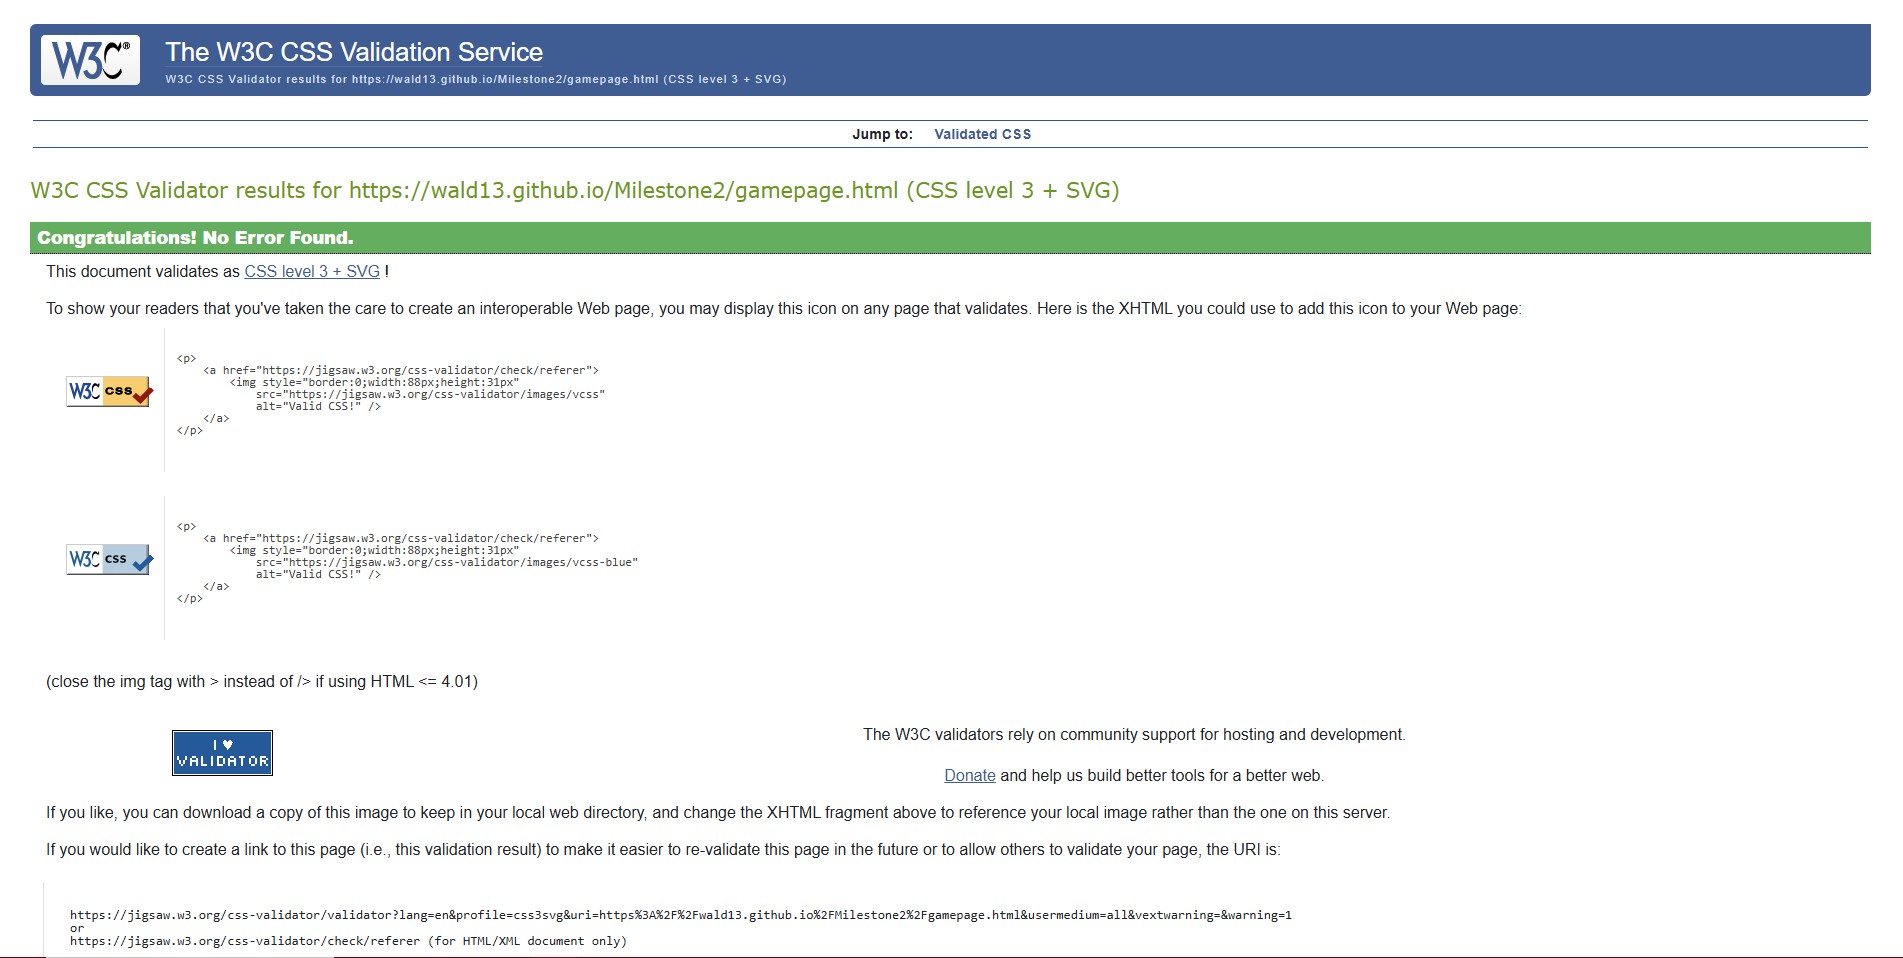 W3C®
The W3C CSS Validation Service
W3C CSS Validator results for https://wald13.github.io/Milestone2/gamepage.html (CSS level 3 + SVG)
Jump to: Validated CSS
W3C CSS Validator results for https://wald13.github.io/Milestone2/gamepage.html (CSS level 3 + SVG)
Congratulations! No Error Found.
This document validates as CSS level 3 + SVG !
To show your readers that you've taken the care to create an interoperable Web page, you may display this icon on any page that validates. Here is the XHTML you could use to add this icon to your Web page:
W3C css
<p>
    <a href="https://jigsaw.w3.org/css-validator/check/referer">
        <img style="border:0;width:88px;height:31px"
            src="https://jigsaw.w3.org/css-validator/images/vcss"
            alt="Valid CSS!" />
    </a>
</p>
W3C css
<p>
    <a href="https://jigsaw.w3.org/css-validator/check/referer">
        <img style="border:0;width:88px;height:31px"
            src="https://jigsaw.w3.org/css-validator/images/vcss-blue"
            alt="Valid CSS!" />
    </a>
</p>
(close the img tag with > instead of /> if using HTML <= 4.01)
I ♥
VALIDATOR
The W3C validators rely on community support for hosting and development.
Donate and help us build better tools for a better web.
If you like, you can download a copy of this image to keep in your local web directory, and change the XHTML fragment above to reference your local image rather than the one on this server.
If you would like to create a link to this page (i.e., this validation result) to make it easier to re-validate this page in the future or to allow others to validate your page, the URI is:
https://jigsaw.w3.org/css-validator/validator?lang=en&profile=css3svg&uri=https%3A%2F%2Fwald13.github.io%2FMilestone2%2Fgamepage.html&usermedium=all&vextwarning=&warning=1
or
https://jigsaw.w3.org/css-validator/check/referer (for HTML/XML document only)